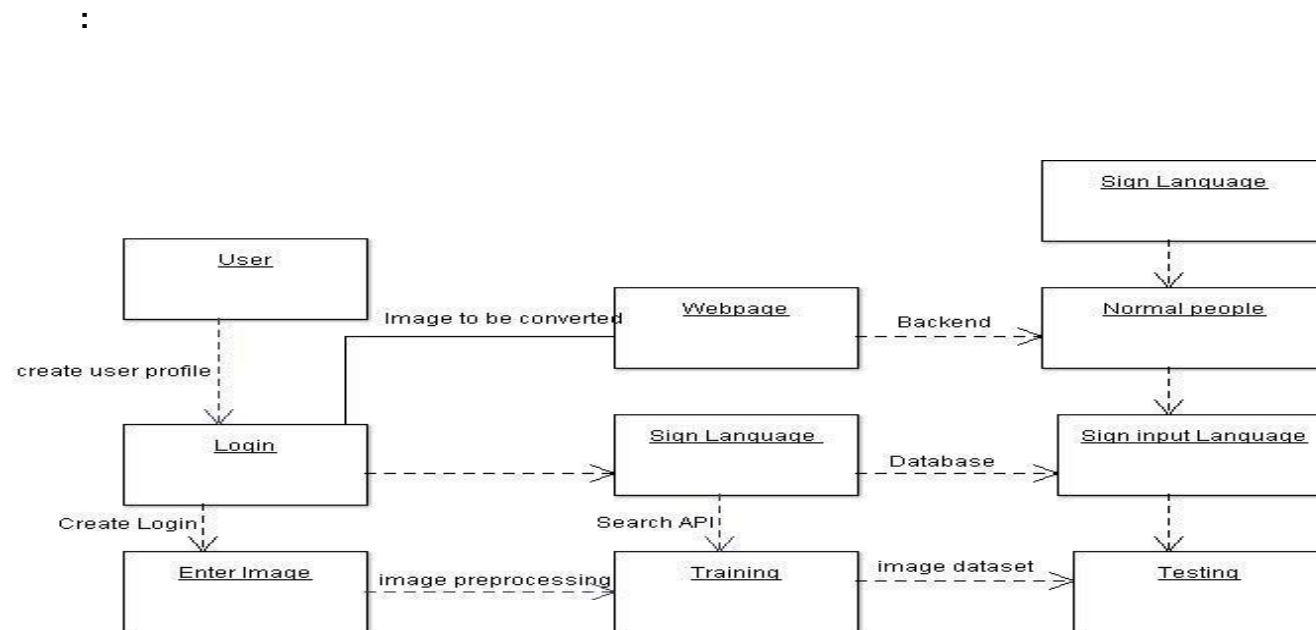 :
Sign Language
User
Image to be converted
Webpage
Backend
Normal people
create user profile
Login
Sign Language
Database
Sign input Language
Create Login
Search API
Enter Image
image preprocessing
Training
image dataset
Testing